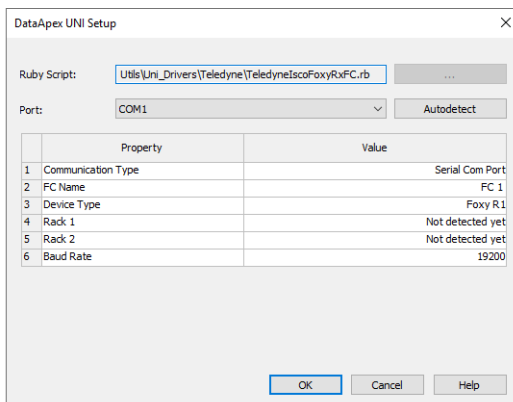 DataApex UNI Setup
Ruby Script: Utils\Uni_Drivers\Teledyne\TeledyneIscoFoxyRxFC.rb ...
Port: COM1 Autodetect
Property Value
1 Communication Type Serial Com Port
2 FC Name FC 1
3 Device Type Foxy R1
4 Rack 1 Not detected yet
5 Rack 2 Not detected yet
6 Baud Rate 19200
OK Cancel Help